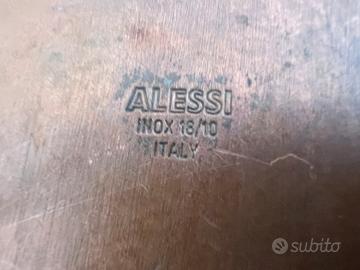 ALESSI
INOX 18/10
ITALY
subito